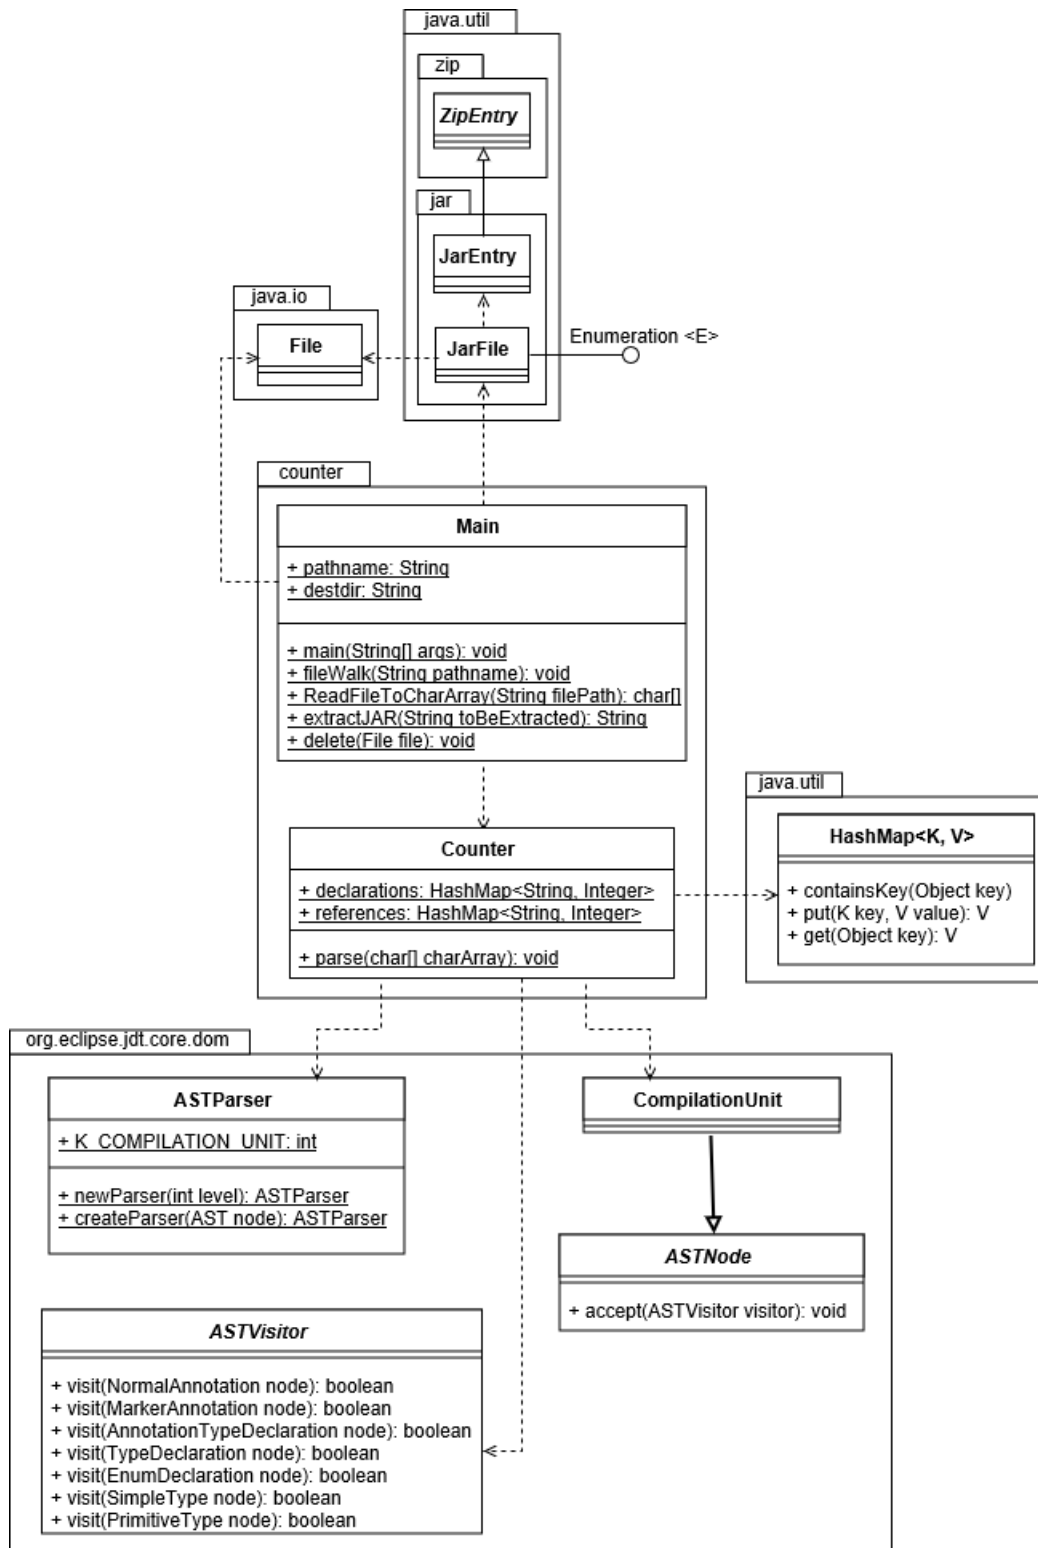 java.util
zip
ZipEntry
jar
JarEntry
java.io
File
JarFile
Enumeration <E>
counter
Main
+ pathname: String
+ destdir: String
+ main(String[] args): void
+ fileWalk(String pathname): void
+ ReadFileToCharArray(String filePath): char[]
+ extractJAR(String toBeExtracted): String
+ delete(File file): void
java.util
HashMap<K, V>
+ containsKey(Object key)
+ put(K key, V value): V
+ get(Object key): V
Counter
+ declarations: HashMap<String, Integer>
+ references: HashMap<String, Integer>
+ parse(char[] charArray): void
org.eclipse.jdt.core.dom
ASTParser
+ K_COMPILATION_UNIT: int
+ newParser(int level): ASTParser
+ createParser(AST node): ASTParser
CompilationUnit
ASTNode
+ accept(ASTVisitor visitor): void
ASTVisitor
+ visit(NormalAnnotation node): boolean
+ visit(MarkerAnnotation node): boolean
+ visit(AnnotationTypeDeclaration node): boolean
+ visit(TypeDeclaration node): boolean
+ visit(EnumDeclaration node): boolean
+ visit(SimpleType node): boolean
+ visit(PrimitiveType node): boolean